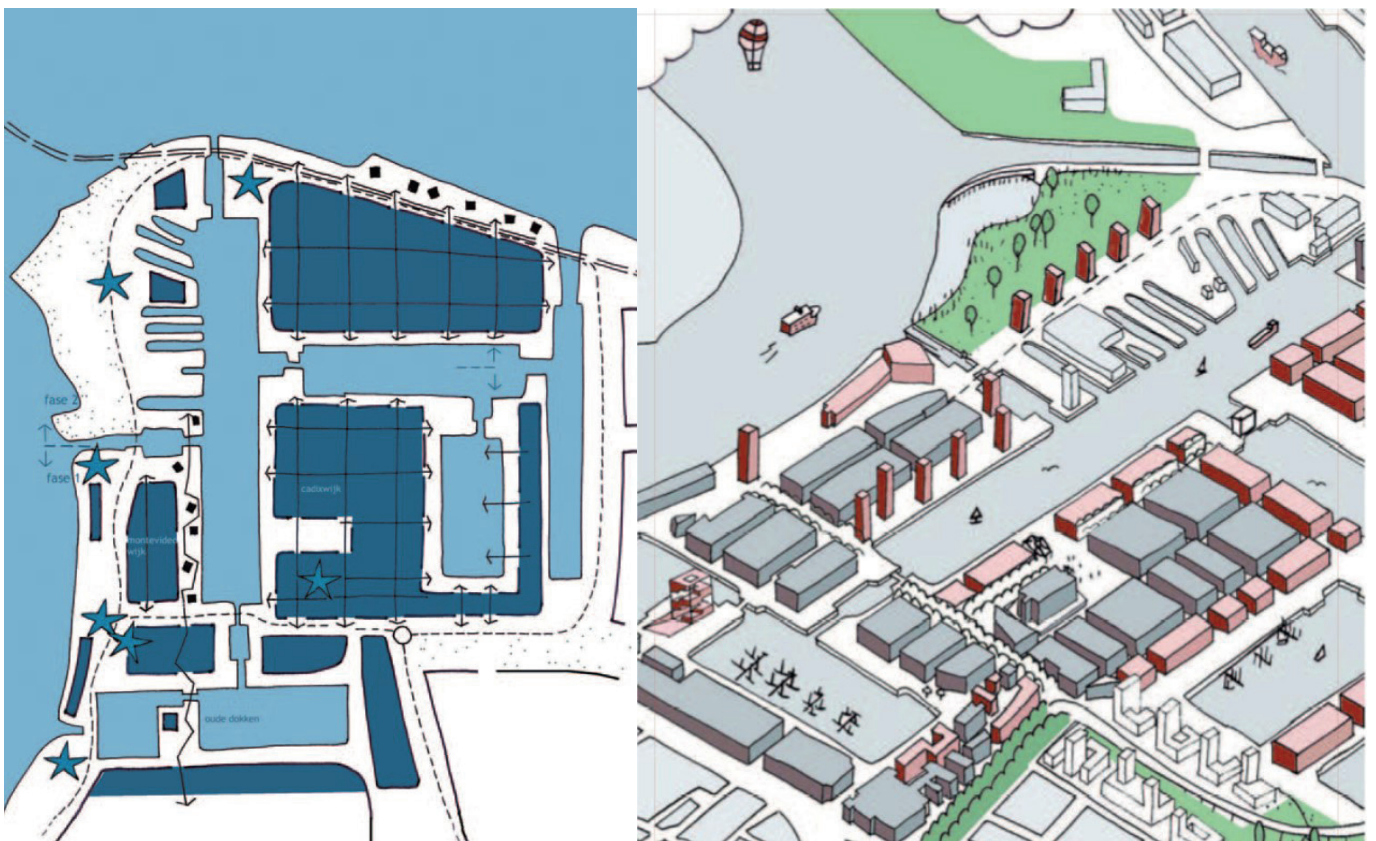 fase 2
fase 1
cadixwijk
montevideo
wijk
oude dokken